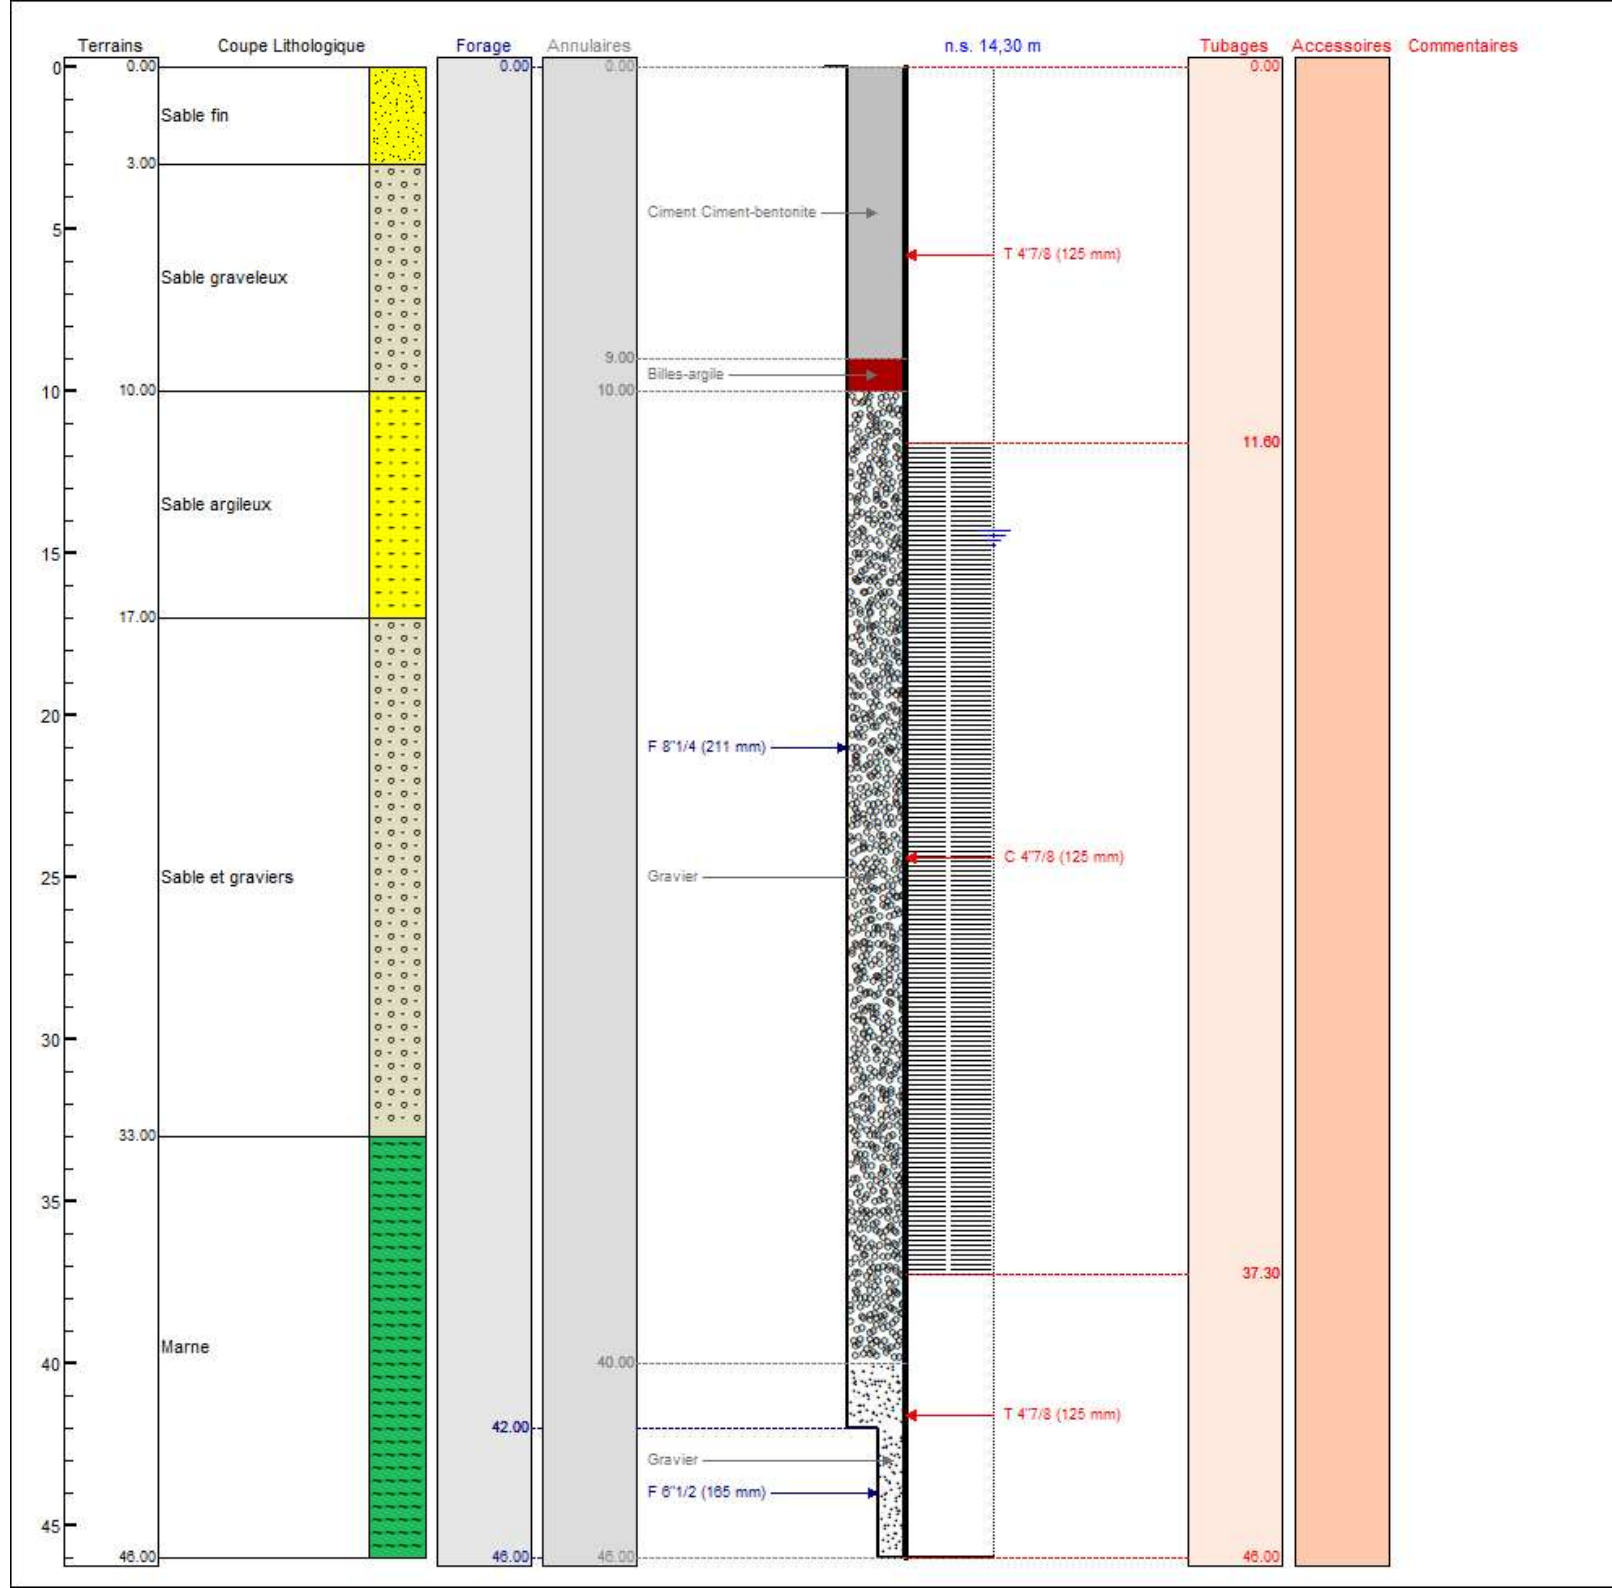 Terrains Coupe Lithologique Forage Annulaires n.s. 14,30 m Tubages Accessoires Commentaires
0 0.00 0.00 0.00 0.00
Sable fin
3.00
Ciment Ciment-bentonite
5 T 4"7/8 (125 mm)
Sable graveleux
9.00
Billes-argile
10 10.00 10.00
11.60
Sable argileux
15
17.00
20
F 8"1/4 (211 mm)
C 4"7/8 (125 mm)
25 Sable et graviers Gravier
30
33.00
35
37.30
Marne
40 40.00
T 4"7/8 (125 mm)
42.00
Gravier
F 6"1/2 (165 mm)
45
46.00 46.00 46.00 46.00